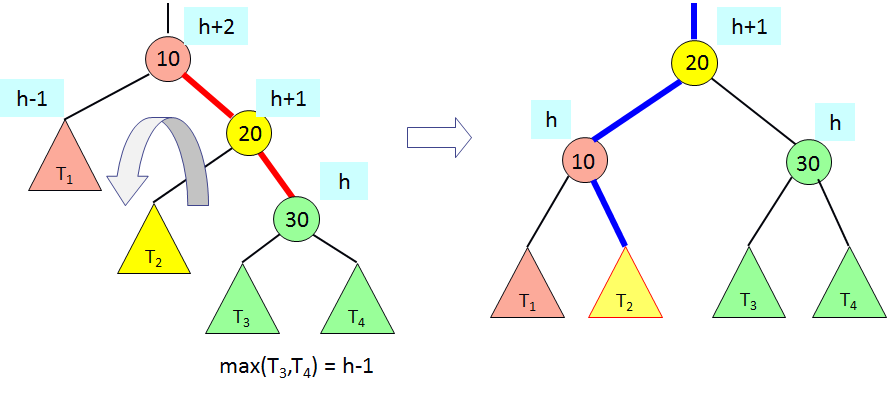 h+2
10
h-1
h+1
20
T1
h
30
T2
T3
T4
max(T3,T4) = h-1
h+1
20
h
h
10
30
T1
T2
T3
T4